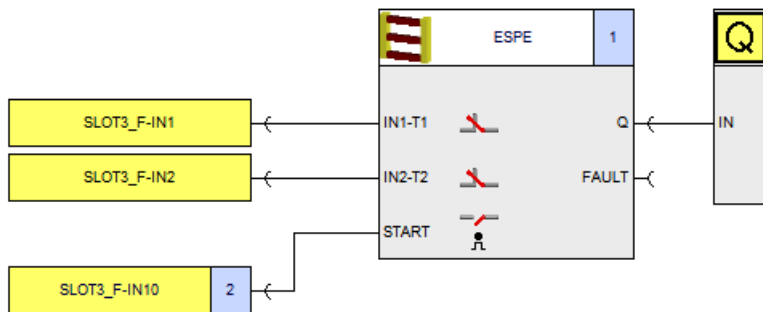 ESPE 1
Q
SLOT3_F-IN1
IN1-T1
Q
IN
SLOT3_F-IN2
IN2-T2
FAULT
START
SLOT3_F-IN10 2